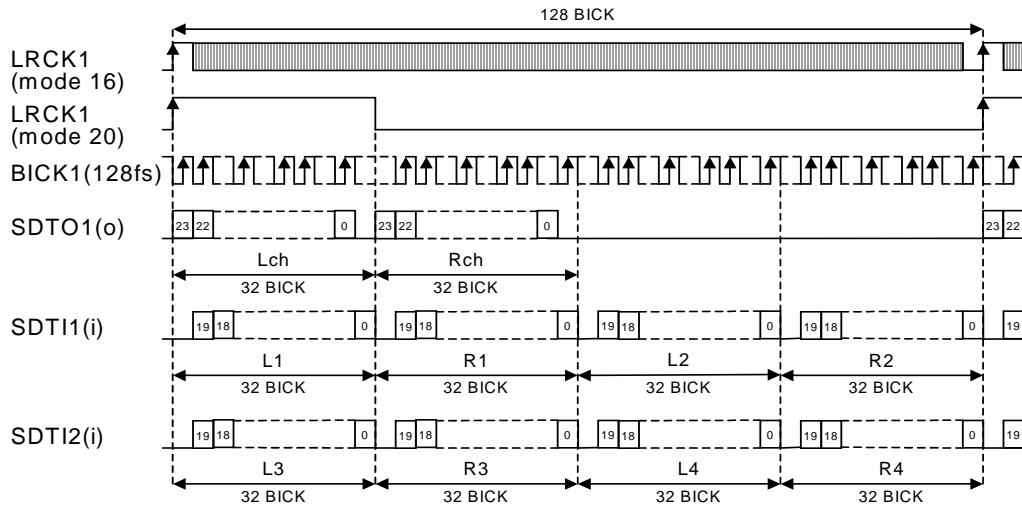 128 BICK
LRCK1
(mode 16)
LRCK1
(mode 20)
BICK1(128fs)
SDTO1(o)
23 22 0 23 22 0 23 22
Lch Rch
32 BICK 32 BICK
SDTI1(i)
19 18 0 19 18 0 19 18 0 19 18 0 19
L1 R1 L2 R2
32 BICK 32 BICK 32 BICK 32 BICK
SDTI2(i)
19 18 0 19 18 0 19 18 0 19 18 0 19
L3 R3 L4 R4
32 BICK 32 BICK 32 BICK 32 BICK